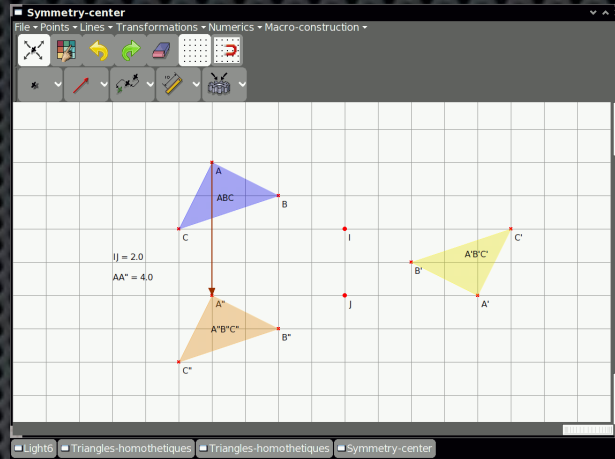 Symmetry-center
File Points Lines Transformations Numerics Macro-construction
A
ABC
B
C
I
C'
A'B'C'
IJ = 2.0
B'
AA" = 4.0
A"
J
A'
A"B"C"
B"
C"
Light6 Triangles-homothetiques Triangles-homothetiques Symmetry-center